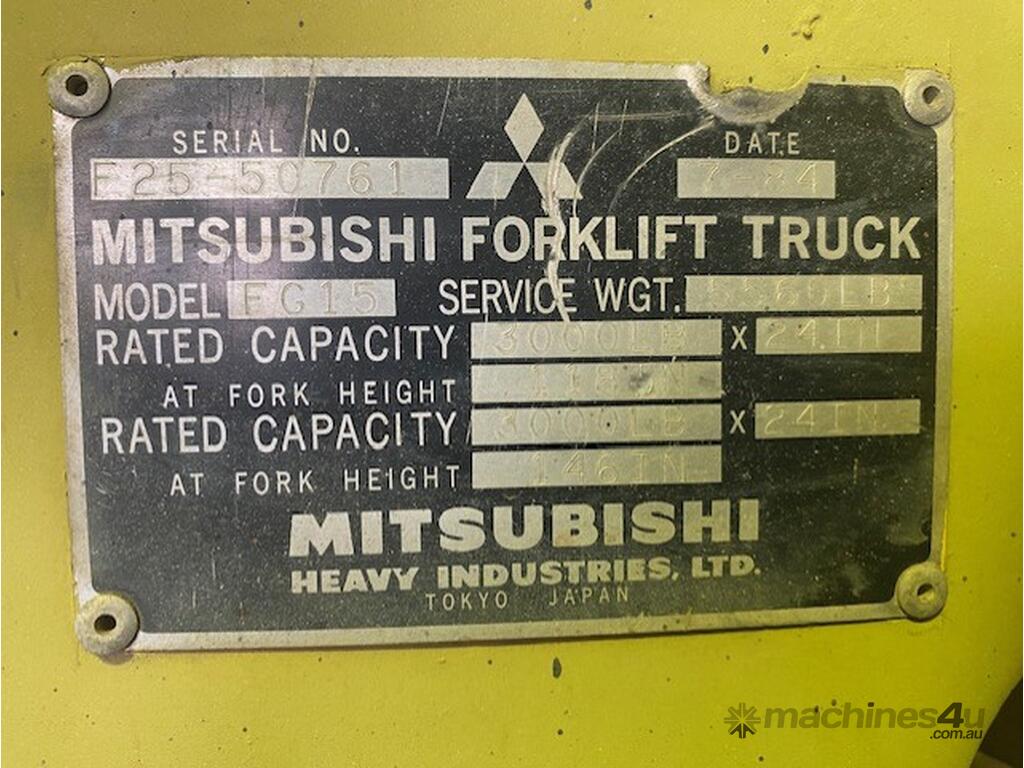 SERIAL NO. DATE
F25-50761 7-84
MITSUBISHI FORKLIFT TRUCK
MODEL FG15 SERVICE WGT. 5560LB
RATED CAPACITY 3000LB X 24IN.
AT FORK HEIGHT 118IN
RATED CAPACITY 3000LB X 24IN.
AT FORK HEIGHT 146IN
MITSUBISHI
HEAVY INDUSTRIES, LTD.
TOKYO JAPAN
machines4u
.com.au